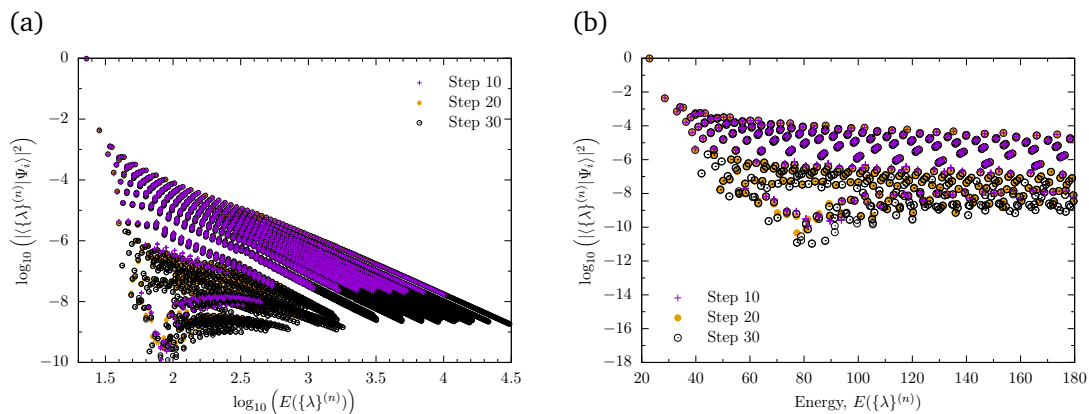 (a)
(b)
0
−2
−4
−6
−8
−10
1.5
2
2.5
3
3.5
4
4.5
log₁₀ (|⟨{λ}⁽ⁿ⁾|Ψᵢ⟩|²)
log₁₀ (E({λ}⁽ⁿ⁾))
Step 10
Step 20
Step 30
0
−2
−4
−6
−8
−10
−12
−14
−16
−18
20
40
60
80
100
120
140
160
180
log₁₀ (|⟨{λ}⁽ⁿ⁾|Ψᵢ⟩|²)
Energy, E({λ}⁽ⁿ⁾)
Step 10
Step 20
Step 30